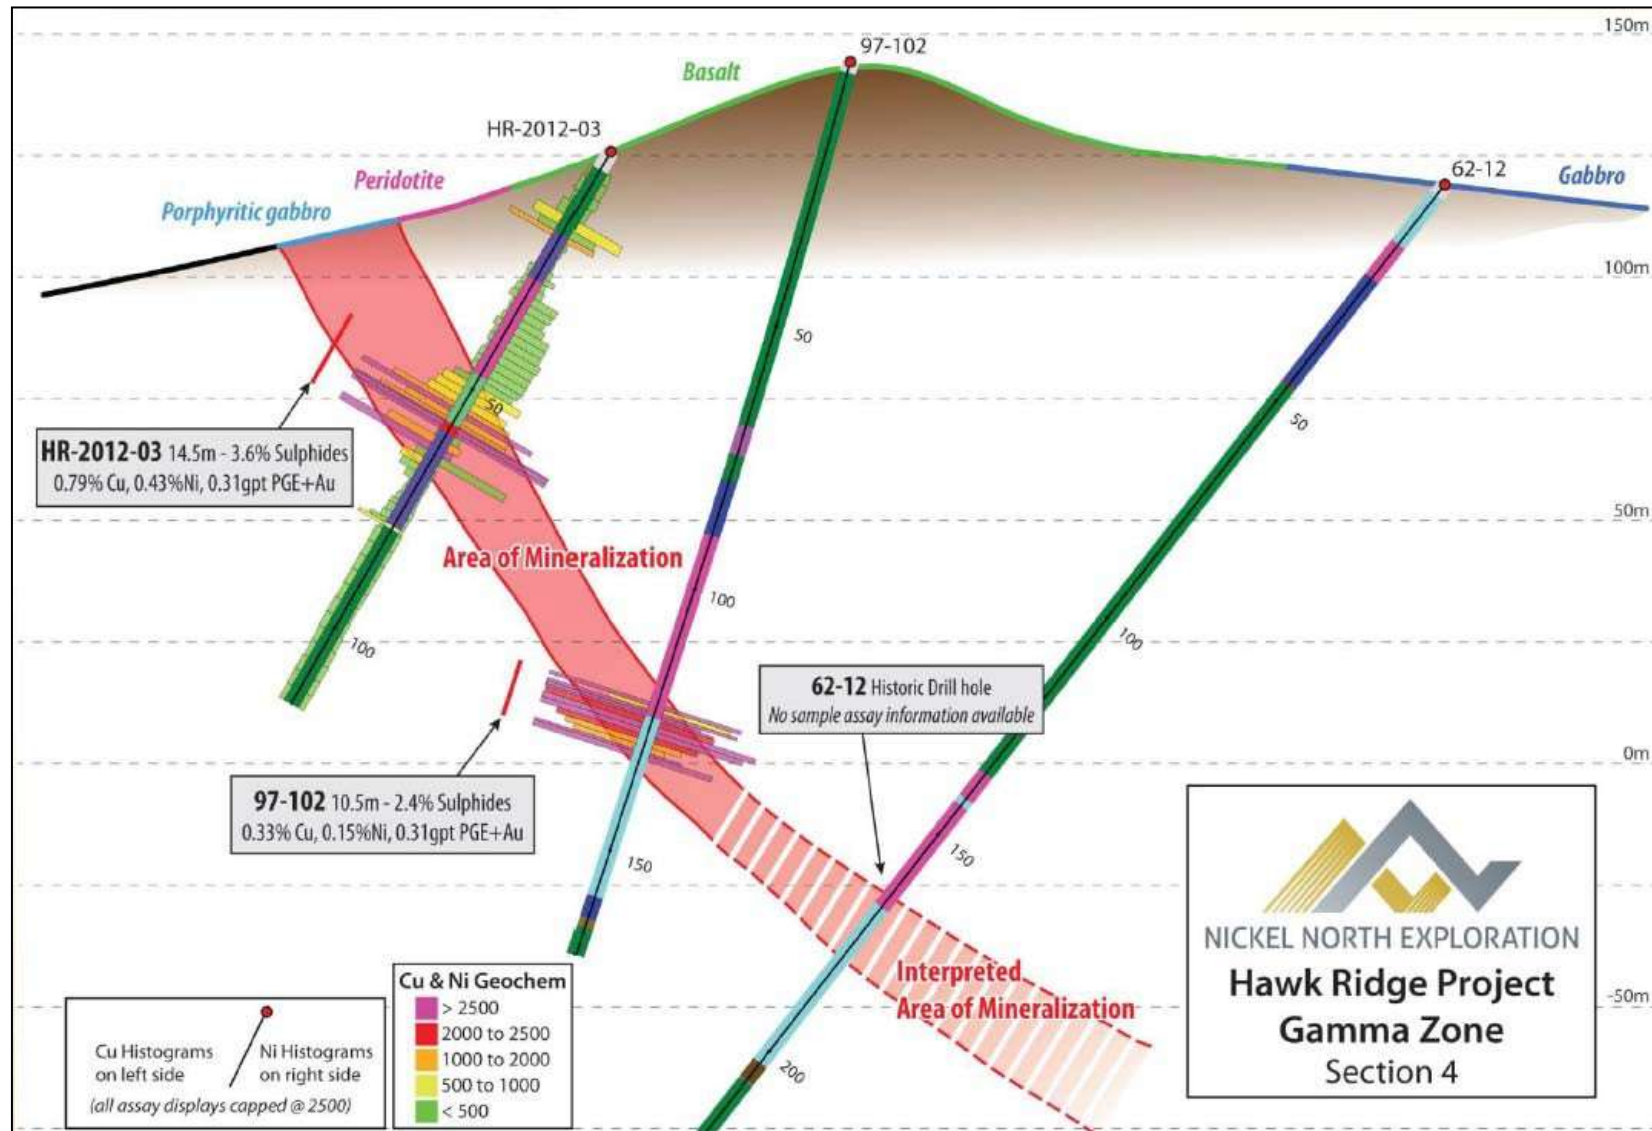 150m
97-102
Basalt
HR-2012-03
62-12
Peridotite
Gabbro
Porphyritic gabbro
100m
50
50
50
HR-2012-03 14.5m - 3.6% Sulphides
0.79% Cu, 0.43%Ni, 0.31gpt PGE+Au
50m
Area of Mineralization
100
100
100
62-12 Historic Drill hole
No sample assay information available
0m
97-102 10.5m - 2.4% Sulphides
0.33% Cu, 0.15%Ni, 0.31gpt PGE+Au
150
150
Interpreted
Area of Mineralization
-50m
200
Cu Histograms
on left side
Ni Histograms
on right side
(all assay displays capped @ 2500)
Cu & Ni Geochem
> 2500
2000 to 2500
1000 to 2000
500 to 1000
< 500
NICKEL NORTH EXPLORATION
Hawk Ridge Project
Gamma Zone
Section 4